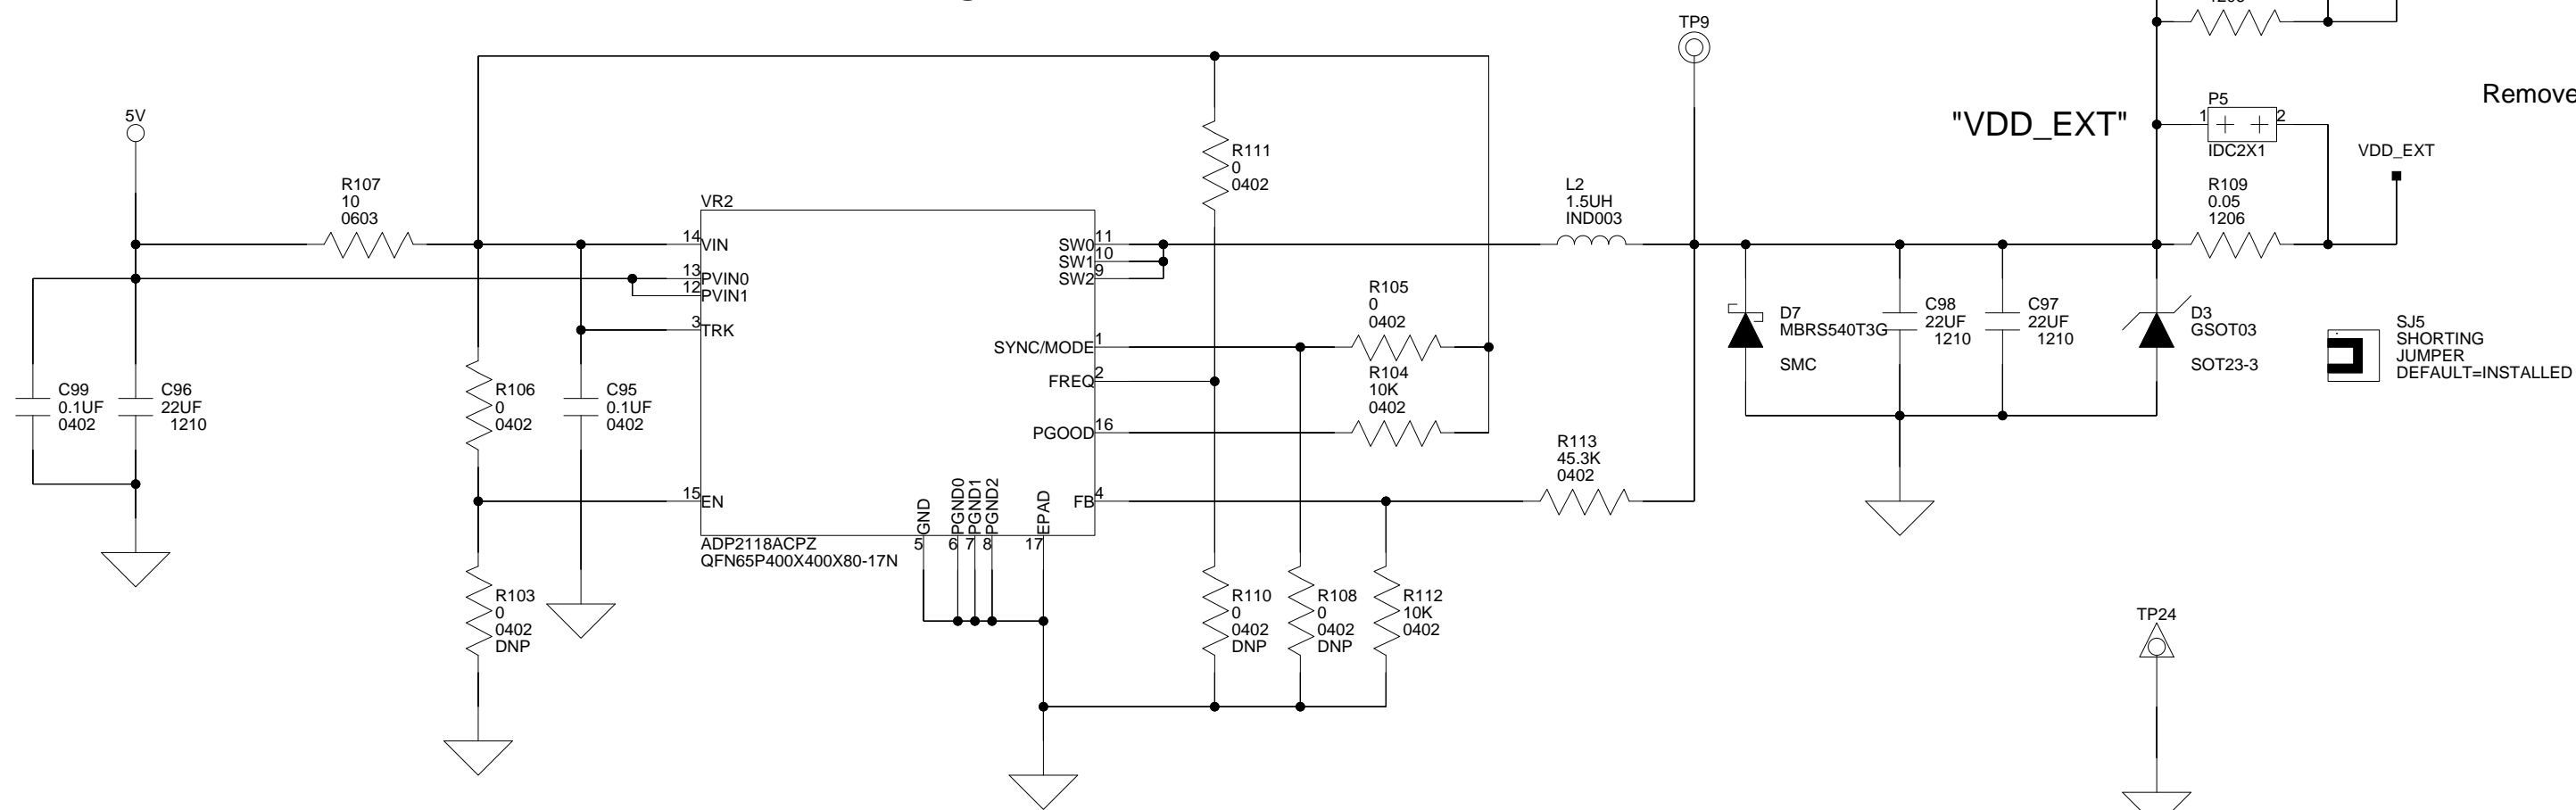 TP9
5V
"VDD_EXT"
P5
1
2
IDC2X1
Remove
VDD_EXT
R107
10
0603
R111
0
0402
L2
1.5UH
IND003
R109
0.05
1206
VR2
14
VIN
13
PVIN0
12
PVIN1
3
TRK
15
EN
SW0
11
SW1
10
SW2
9
SYNC/MODE
1
FREQ
2
PGOOD
16
FB
4
GND
PGND0
PGND1
PGND2
EPAD
5
6
7
8
17
ADP2118ACPZ
QFN65P400X400X80-17N
R105
0
0402
R104
10K
0402
R113
45.3K
0402
D7
MBRS540T3G
SMC
C98
22UF
1210
C97
22UF
1210
D3
GSOT03
SOT23-3
SJ5
SHORTING
JUMPER
DEFAULT=INSTALLED
C99
0.1UF
0402
C96
22UF
1210
R106
0
0402
C95
0.1UF
0402
R103
0
0402
DNP
R110
0
0402
DNP
R108
0
0402
DNP
R112
10K
0402
TP24